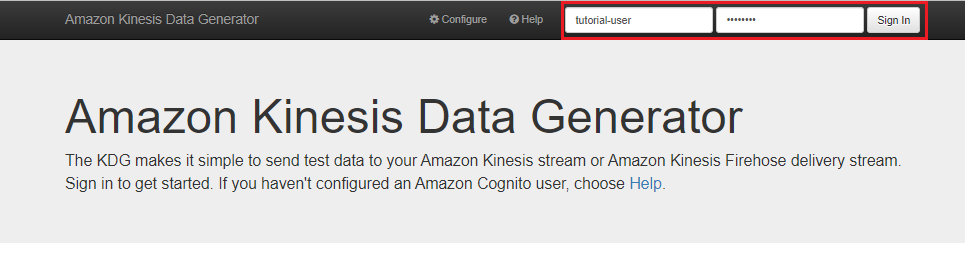 Amazon Kinesis Data Generator Configure Help tutorial-user •••••••• Sign In
Amazon Kinesis Data Generator
The KDG makes it simple to send test data to your Amazon Kinesis stream or Amazon Kinesis Firehose delivery stream.
Sign in to get started. If you haven't configured an Amazon Cognito user, choose Help.